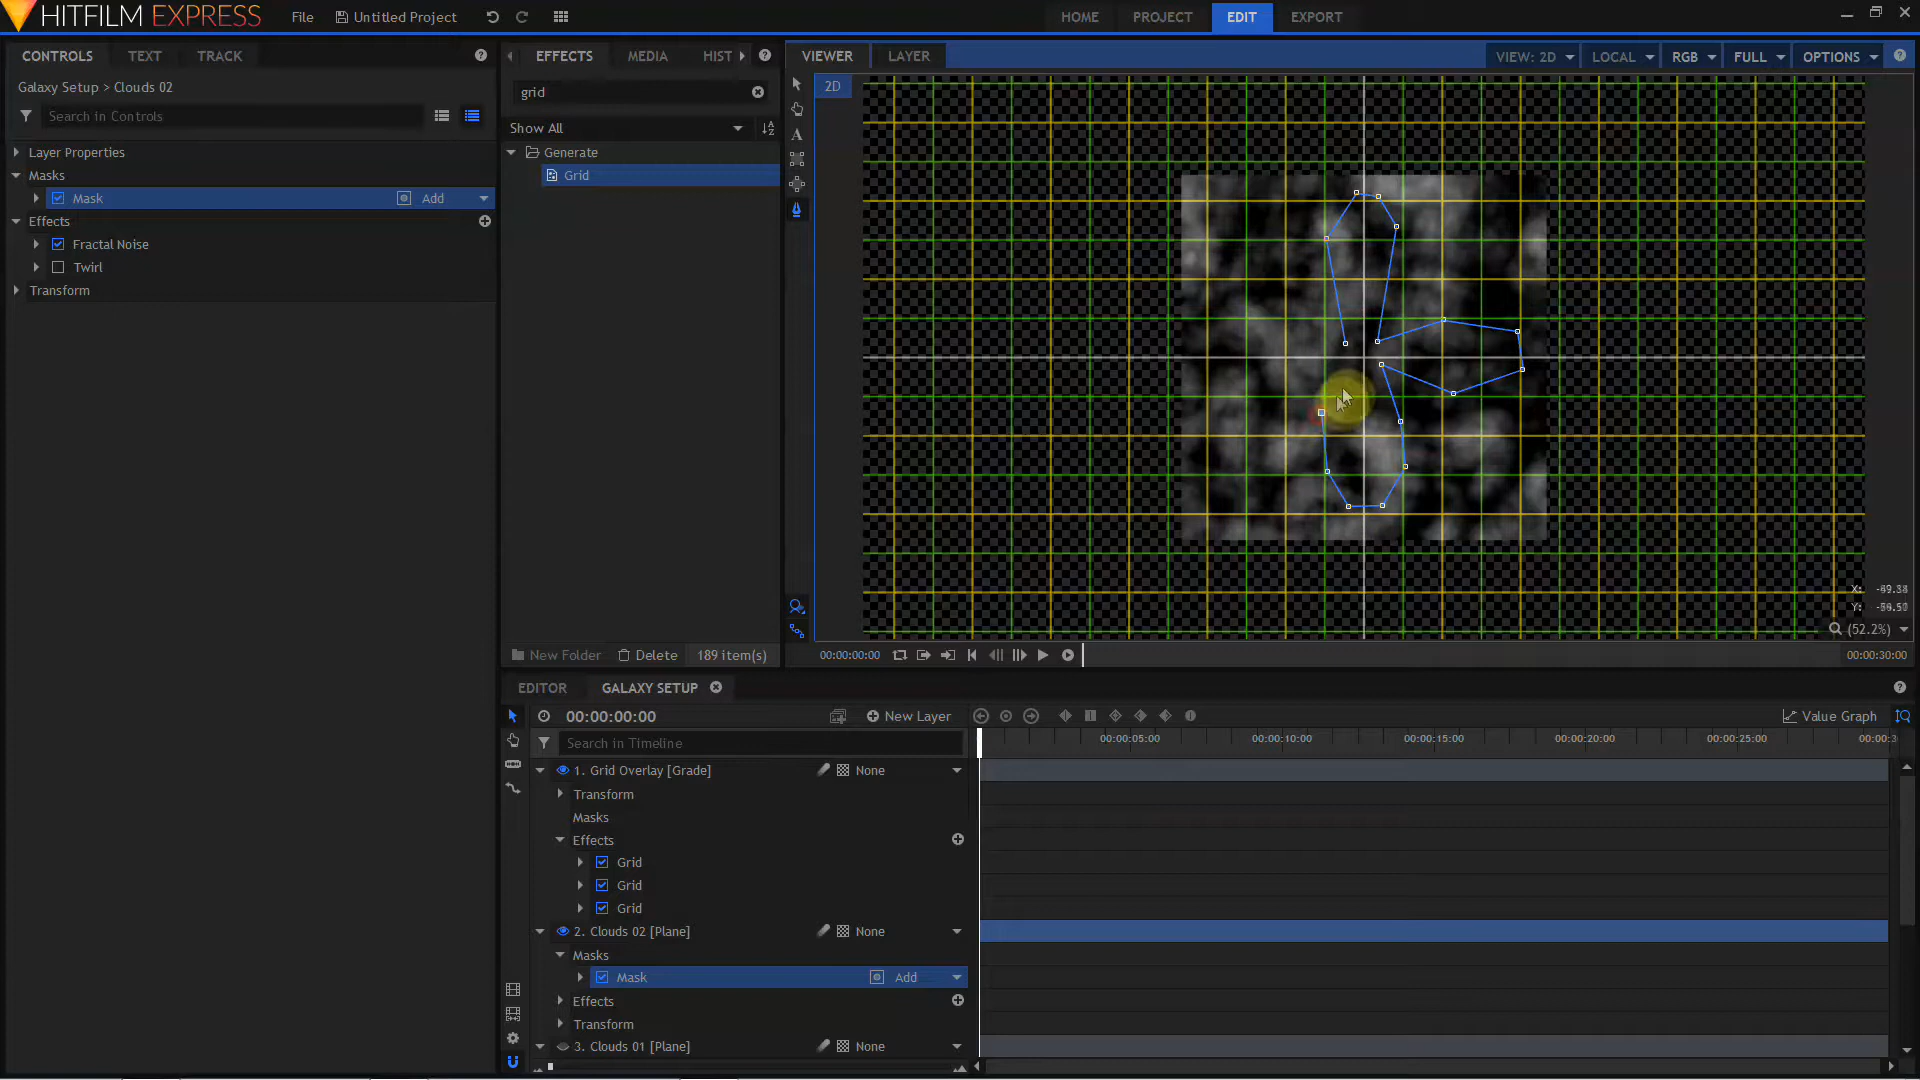 HITFILM EXPRESS
File
Untitled Project
HOME
PROJECT
EDIT
EXPORT
CONTROLS
TEXT
TRACK
Galaxy Setup > Clouds 02
Search in Controls
Layer Properties
Masks
Mask
Add
Effects
Fractal Noise
Twirl
Transform
EFFECTS
MEDIA
HIST
grid
Show All
Generate
Grid
New Folder
Delete
189 item(s)
VIEWER
LAYER
VIEW: 2D
LOCAL
RGB
FULL
OPTIONS
2D
(52.2%)
00:00:00:00
00:00:30:00
EDITOR
GALAXY SETUP
00:00:00:00
New Layer
Value Graph
Search in Timeline
00:00:05:00
00:00:10:00
00:00:15:00
00:00:20:00
00:00:25:00
1. Grid Overlay [Grade]
None
Transform
Masks
Effects
Grid
Grid
Grid
2. Clouds 02 [Plane]
None
Masks
Mask
Add
Effects
Transform
3. Clouds 01 [Plane]
None